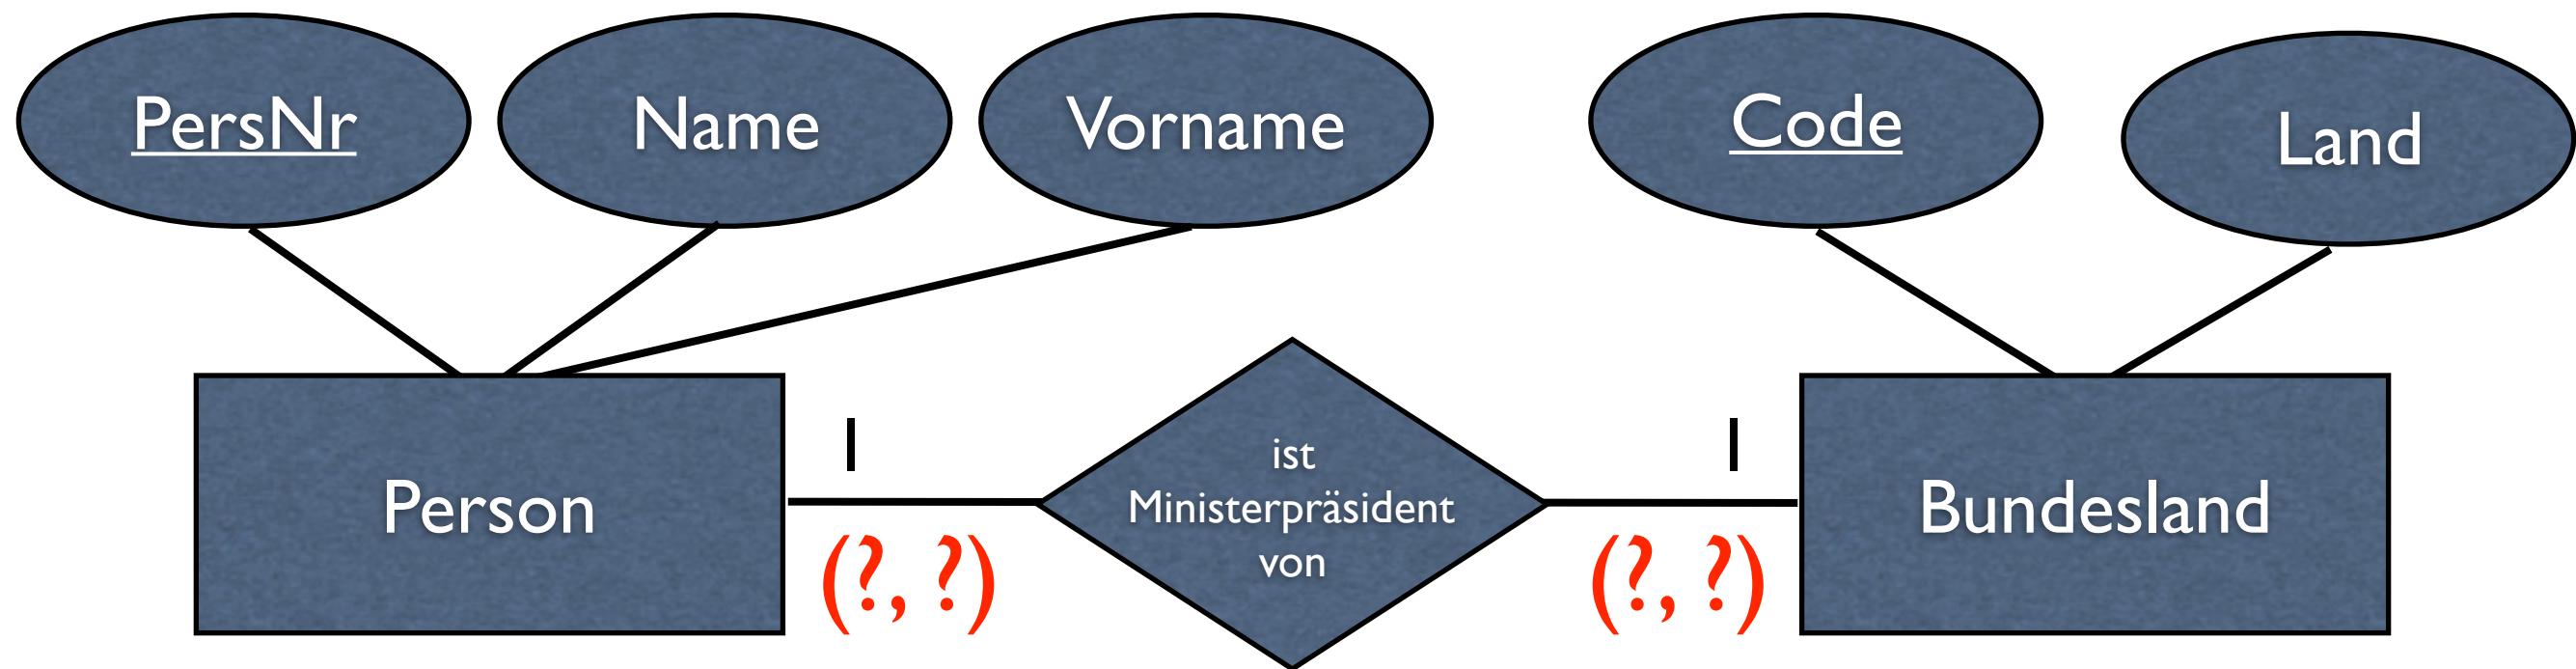 PersNr
Name
Vorname
Code
Land
Person
1
(?, ?)
ist
Ministerpräsident
von
1
(?, ?)
Bundesland